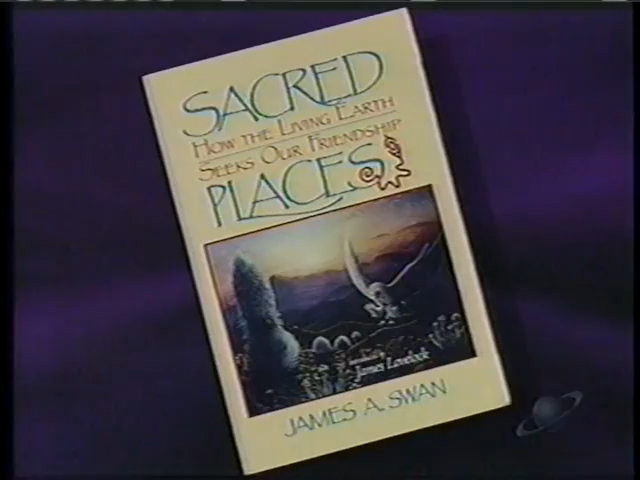 SACRED
HOW THE LIVING EARTH
SEEKS OUR FRIENDSHIP
PLACES
James Lovelock
JAMES A. SWAN